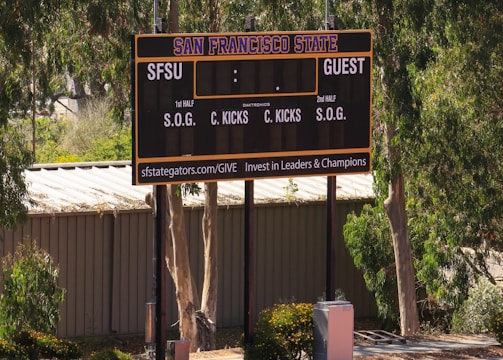 SAN FRANCISCO STATE
SFSU : . GUEST
DAKTRONICS
1st HALF 2nd HALF
S.O.G. C. KICKS C. KICKS S.O.G.
sfstategators.com/GIVE Invest in Leaders & Champions